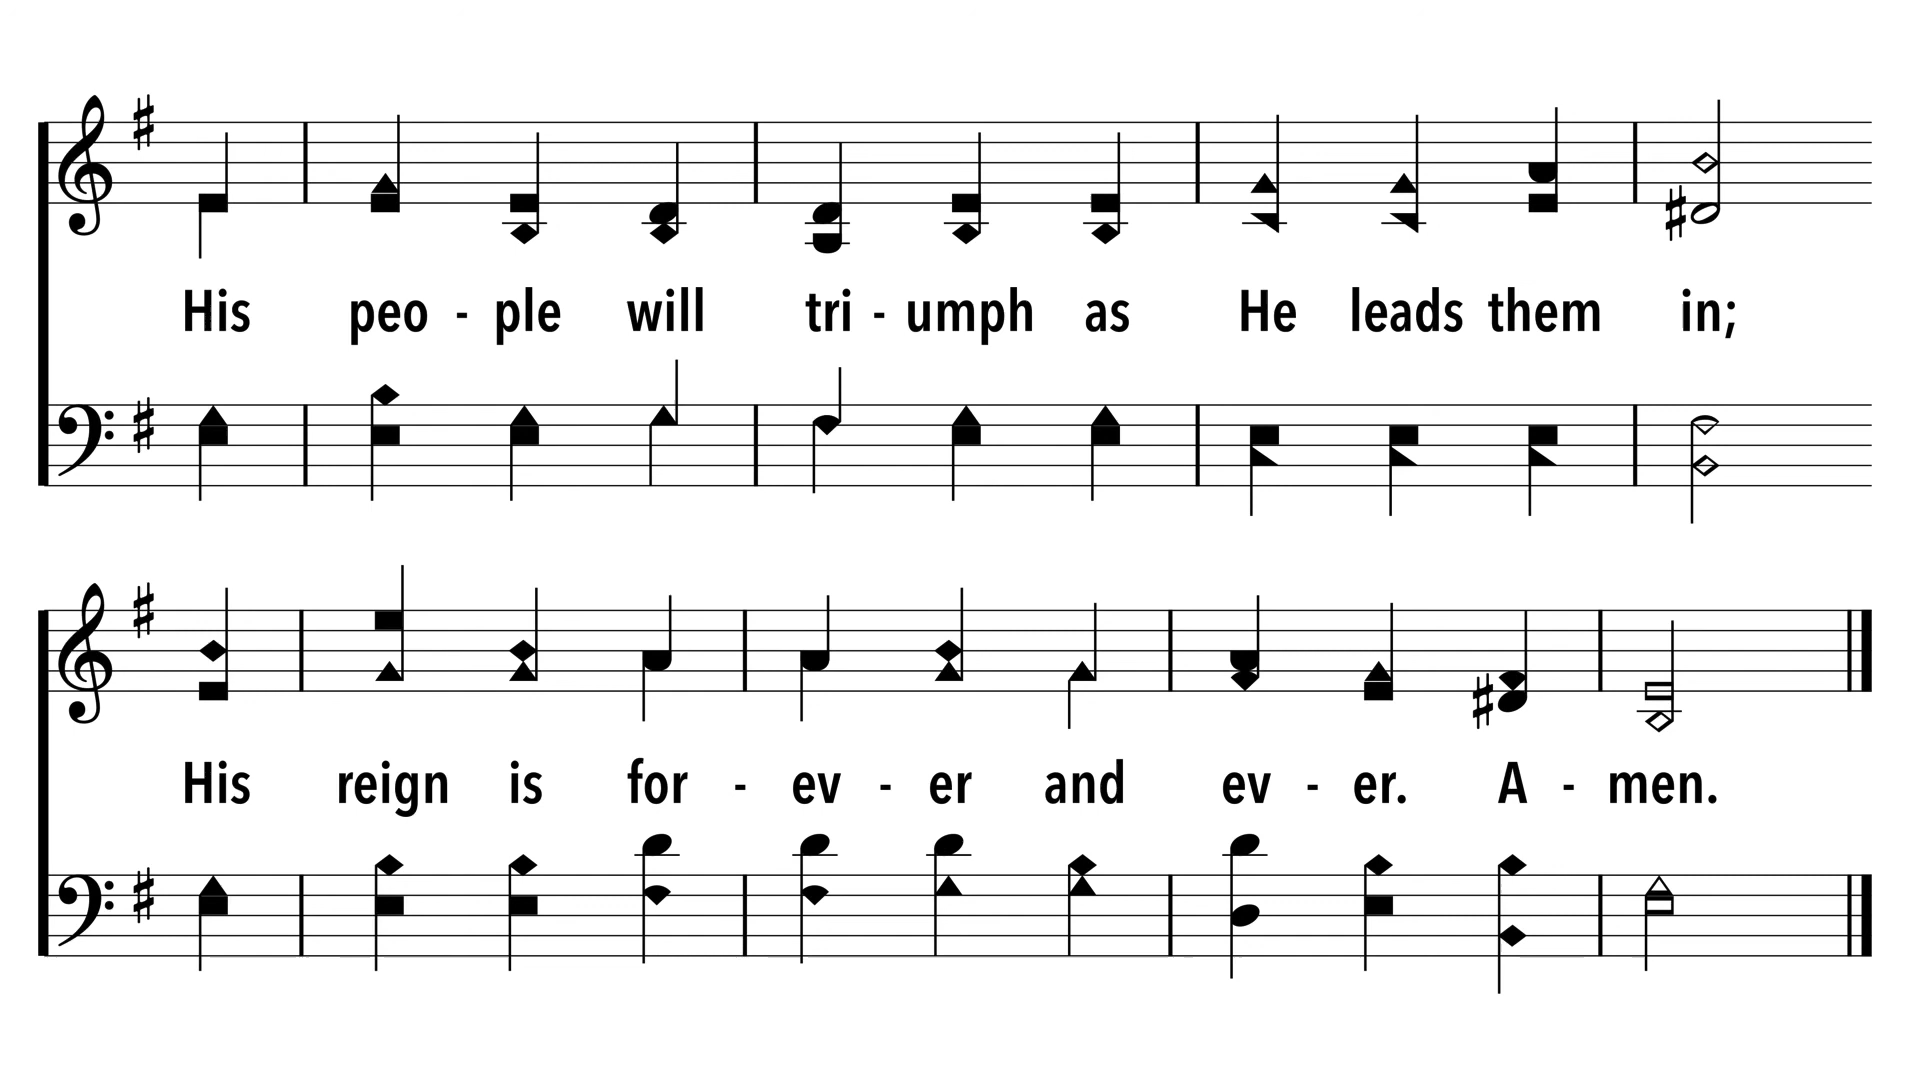 His peo - ple will tri - umph as He leads them in;
His reign is for - ev - er and ev - er. A - men.